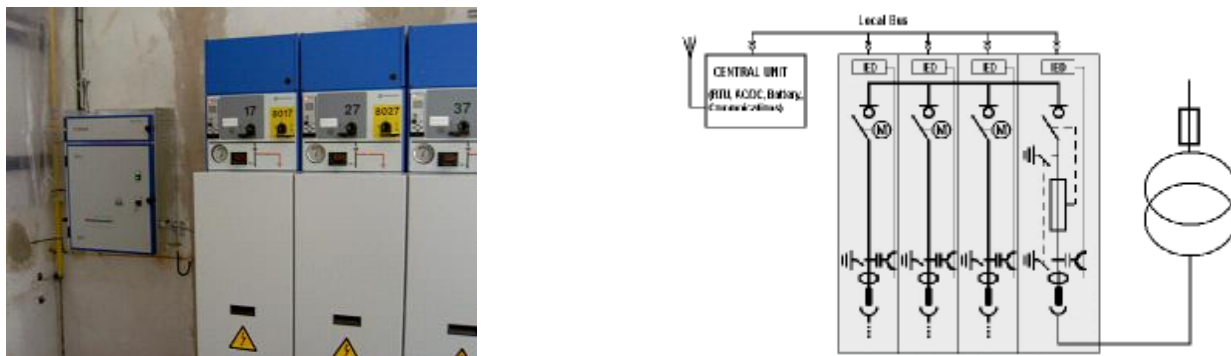 17
8017
27
8027
37
Local Bus
CENTRAL UNIT
(RTU, AC/DC, Battery,
Communications)
IED
IED
IED
IED
M
M
M